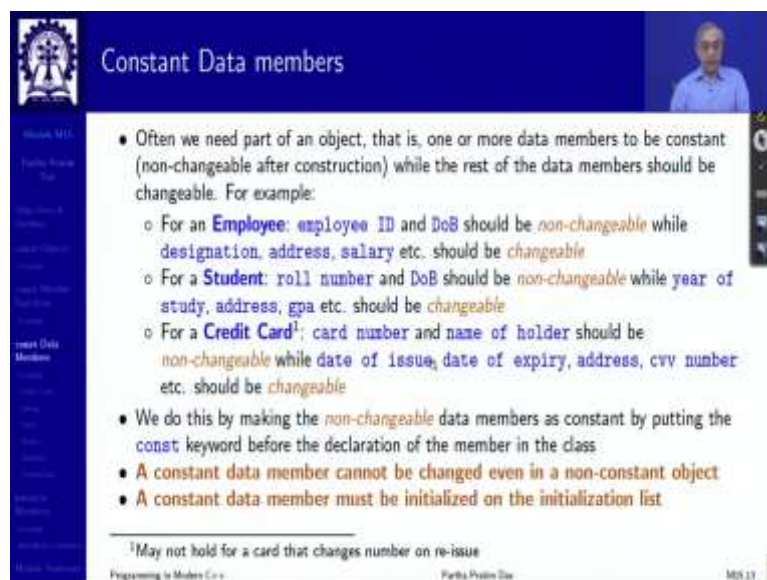 Constant Data members
Module M15
Partha Pratim
Das
• Often we need part of an object, that is, one or more data members to be constant
(non-changeable after construction) while the rest of the data members should be
changeable. For example:
◦ For an Employee: employee ID and DoB should be non-changeable while
designation, address, salary etc. should be changeable
◦ For a Student: roll number and DoB should be non-changeable while year of
study, address, gpa etc. should be changeable
◦ For a Credit Card¹: card number and name of holder should be
non-changeable while date of issue, date of expiry, address, cvv number
etc. should be changeable
• We do this by making the non-changeable data members as constant by putting the
const keyword before the declaration of the member in the class
• A constant data member cannot be changed even in a non-constant object
• A constant data member must be initialized on the initialization list
¹May not hold for a card that changes number on re-issue
Programming in Modern C++ Partha Pratim Das M15.13